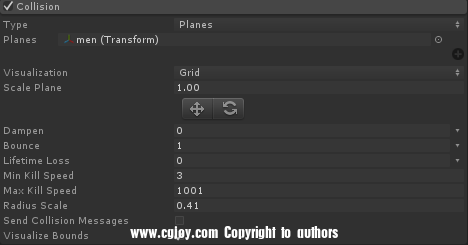 Collision
Type Planes
Planes men (Transform)
Visualization Grid
Scale Plane 1.00
Dampen 0
Bounce 1
Lifetime Loss 0
Min Kill Speed 3
Max Kill Speed 1001
Radius Scale 0.41
Send Collision Messages
www.cgjoy.com Copyright to authors
Visualize Bounds